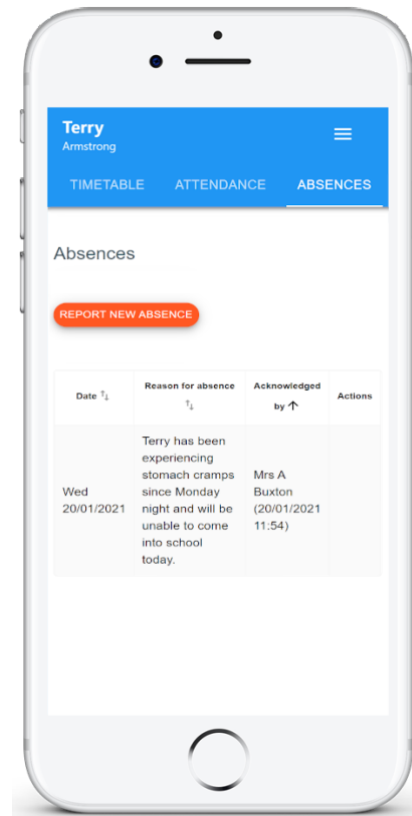 Terry
Armstrong
TIMETABLE ATTENDANCE ABSENCES
Absences
REPORT NEW ABSENCE
Date Reason for absence Acknowledged by Actions
Wed
20/01/2021
Terry has been
experiencing
stomach cramps
since Monday
night and will be
unable to come
into school
today.
Mrs A
Buxton
(20/01/2021
11:54)